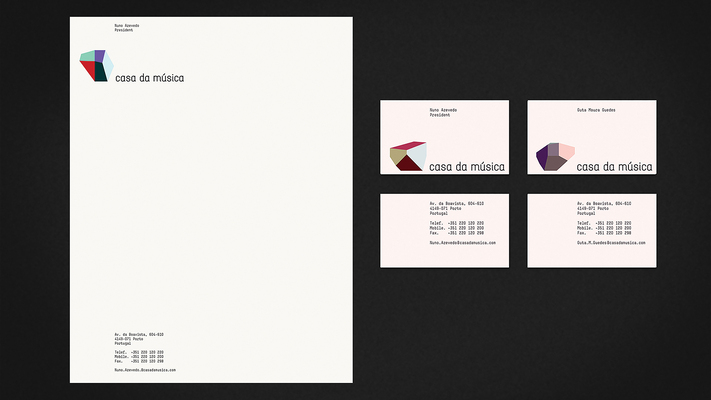 Nuno Azevedo
President
casa da música
Av. da Boavista, 604-610
4149-071 Porto
Portugal
Telef. +351 220 120 220
Mobile. +351 220 120 200
Fax. +351 220 120 298
Nuno.Azevedo.@casadamusica.com
Nuno Azevedo
President
casa da música
Guta Moura Guedes
casa da música
Av. da Boavista, 604-610
4149-071 Porto
Portugal
Telef. +351 220 120 220
Mobile. +351 220 120 200
Fax. +351 220 120 298
Nuno.Azevedo@casadamusica.com
Av. da Boavista, 604-610
4149-071 Porto
Portugal
Telef. +351 220 120 220
Mobile. +351 220 120 200
Fax. +351 220 120 298
Guta.M.Guedes@casadamusica.com